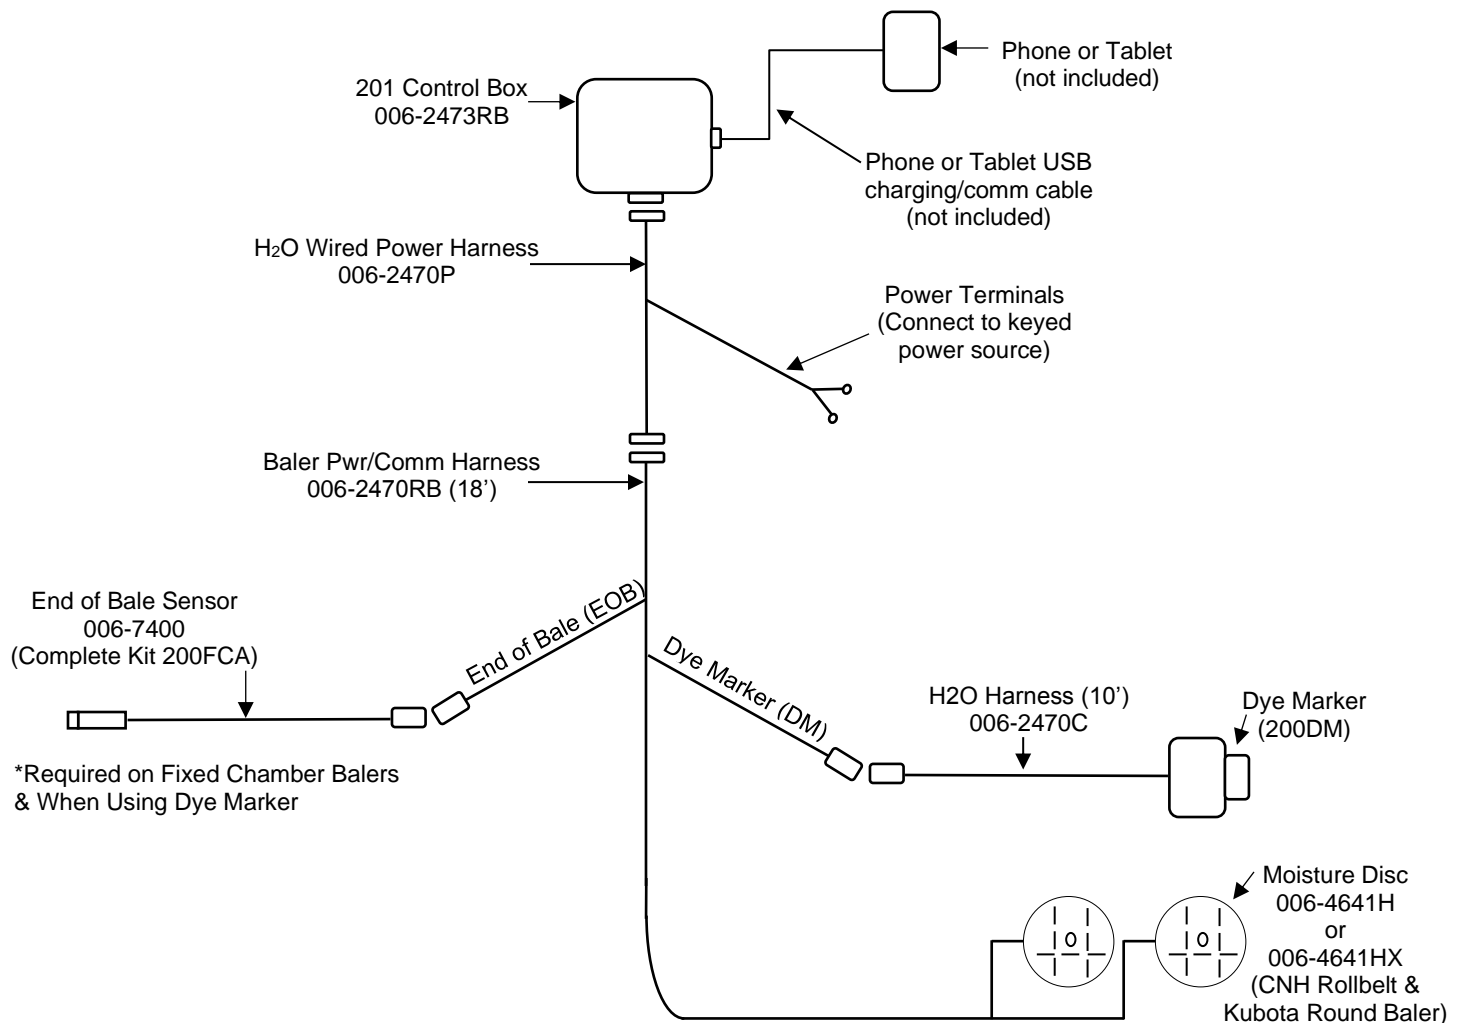 Phone or Tablet
(not included)
201 Control Box
006-2473RB
Phone or Tablet USB
charging/comm cable
(not included)
H₂O Wired Power Harness
006-2470P
Power Terminals
(Connect to keyed
power source)
Baler Pwr/Comm Harness
006-2470RB (18’)
End of Bale Sensor
006-7400
(Complete Kit 200FCA)
End of Bale (EOB)
Dye Marker (DM)
H2O Harness (10’)
006-2470C
Dye Marker
(200DM)
*Required on Fixed Chamber Balers
& When Using Dye Marker
Moisture Disc
006-4641H
or
006-4641HX
(CNH Rollbelt &
Kubota Round Baler)